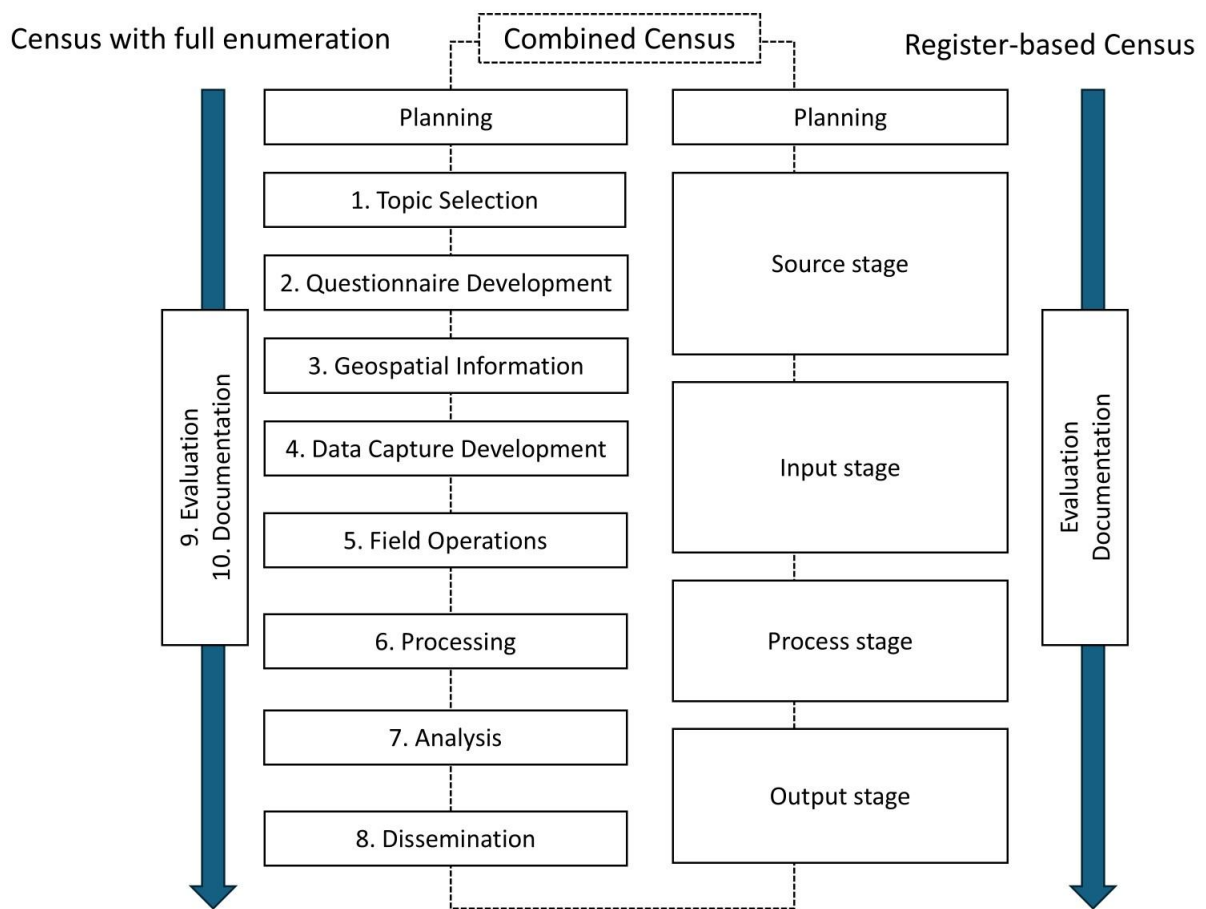 Census with full enumeration
Combined Census
Register-based Census
Planning
1. Topic Selection
2. Questionnaire Development
3. Geospatial Information
4. Data Capture Development
5. Field Operations
6. Processing
7. Analysis
8. Dissemination
9. Evaluation
10. Documentation
Planning
Source stage
Input stage
Process stage
Output stage
Evaluation
Documentation